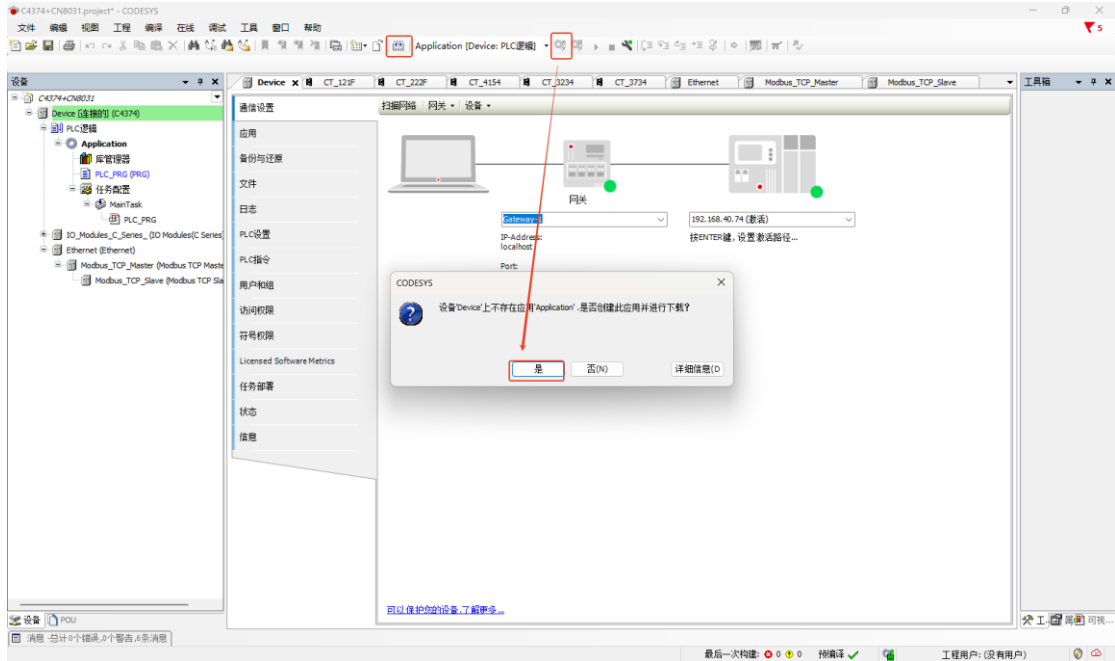 C4374+CN8031.project* - CODESYS
文件 编辑 视图 工程 编译 在线 调试 工具 窗口 帮助
5
Application [Device: PLC逻辑]
设备
Device CT_121F CT_222F CT_4154 CT_3234 CT_3734 Ethernet Modbus_TCP_Master Modbus_TCP_Slave
工具箱
C4374+CN8031
Device [连接的] (C4374)
PLC逻辑
Application
库管理器
PLC_PRG (PRG)
任务配置
MainTask
PLC_PRG
IO_Modules_C_Series_ (IO Modules(C Series
Ethernet (Ethernet)
Modbus_TCP_Master (Modbus TCP Maste
Modbus_TCP_Slave (Modbus TCP Sla
通信设置
应用
备份与还原
文件
日志
PLC设置
PLC指令
用户和组
访问权限
符号权限
Licensed Software Metrics
任务部署
状态
信息
扫描网络 网关 设备
网关
Gateway-1
192.168.40.74 (激活)
IP-Address:
localhost
按ENTER键,设置激活路径...
Port:
CODESYS
设备'Device'上不存在应用'Application'.是否创建此应用并进行下载?
是 否(N) 详细信息(D
可以保护您的设备.了解更多...
设备 POU
工.
可视...
消息 -总计0个错误,0个警告,6条消息
最后一次构建: 0 0 预编译 工程用户: (没有用户)